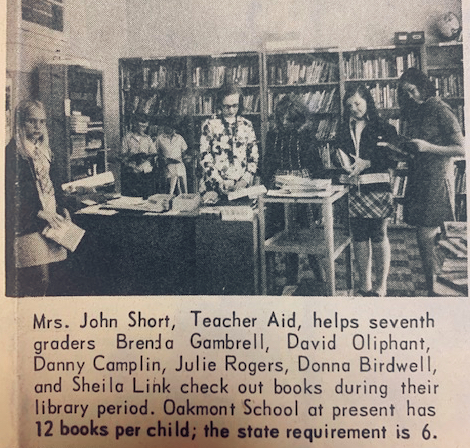 Mrs. John Short, Teacher Aid, helps seventh
graders Brenda Gambrell, David Oliphant,
Danny Camplin, Julie Rogers, Donna Birdwell,
and Sheila Link check out books during their
library period. Oakmont School at present has
12 books per child; the state requirement is 6.